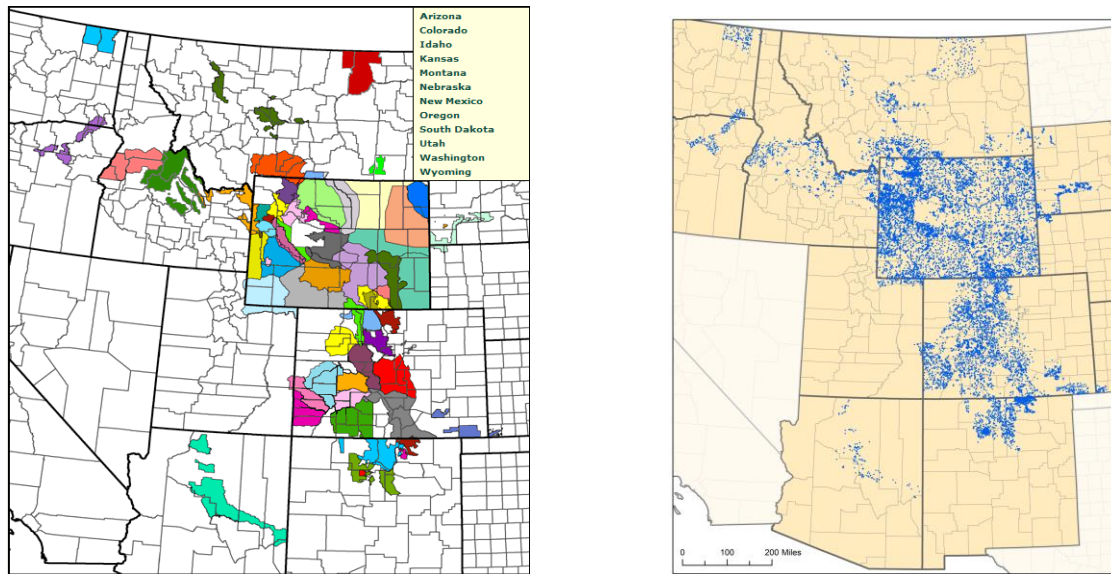 Arizona
Colorado
Idaho
Kansas
Montana
Nebraska
New Mexico
Oregon
South Dakota
Utah
Washington
Wyoming
0 100 200 Miles